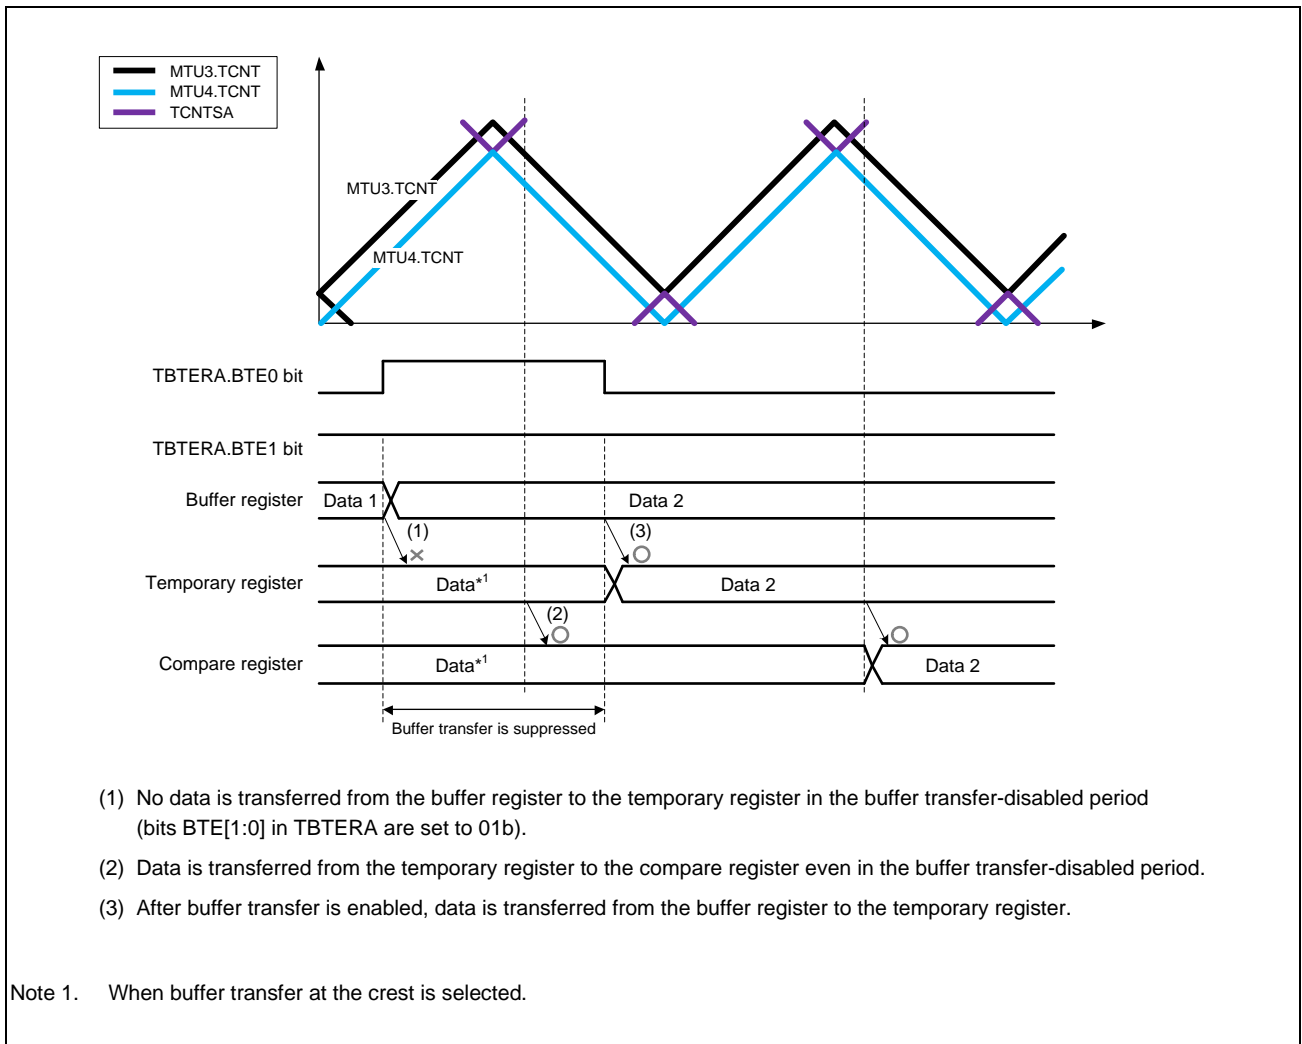 MTU3.TCNT
MTU4.TCNT
TCNTSA
MTU3.TCNT
MTU4.TCNT
TBTERA.BTE0 bit
TBTERA.BTE1 bit
Buffer register
Data 1
Data 2
(1)
(3)
Temporary register
Data*1
Data 2
(2)
Compare register
Data*1
Data 2
Buffer transfer is suppressed
(1) No data is transferred from the buffer register to the temporary register in the buffer transfer-disabled period
(bits BTE[1:0] in TBTERA are set to 01b).
(2) Data is transferred from the temporary register to the compare register even in the buffer transfer-disabled period.
(3) After buffer transfer is enabled, data is transferred from the buffer register to the temporary register.
Note 1. When buffer transfer at the crest is selected.